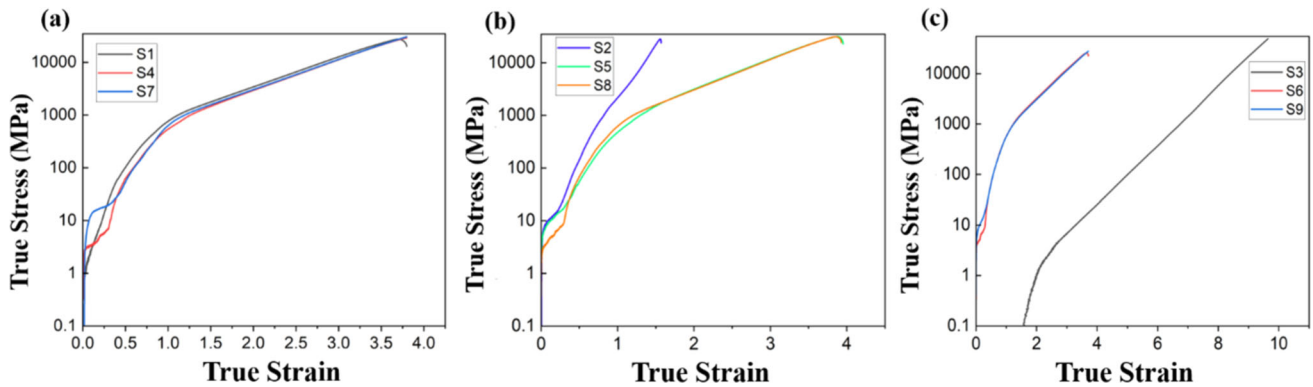 (a)
S1
S4
S7
True Stress (MPa)
10000
1000
100
10
1
0.1
0.0 0.5 1.0 1.5 2.0 2.5 3.0 3.5 4.0
True Strain
(b)
S2
S5
S8
True Stress (MPa)
10000
1000
100
10
1
0.1
0 1 2 3 4
True Strain
(c)
S3
S6
S9
True Stress (MPa)
10000
1000
100
10
1
0.1
0 2 4 6 8 10
True Strain